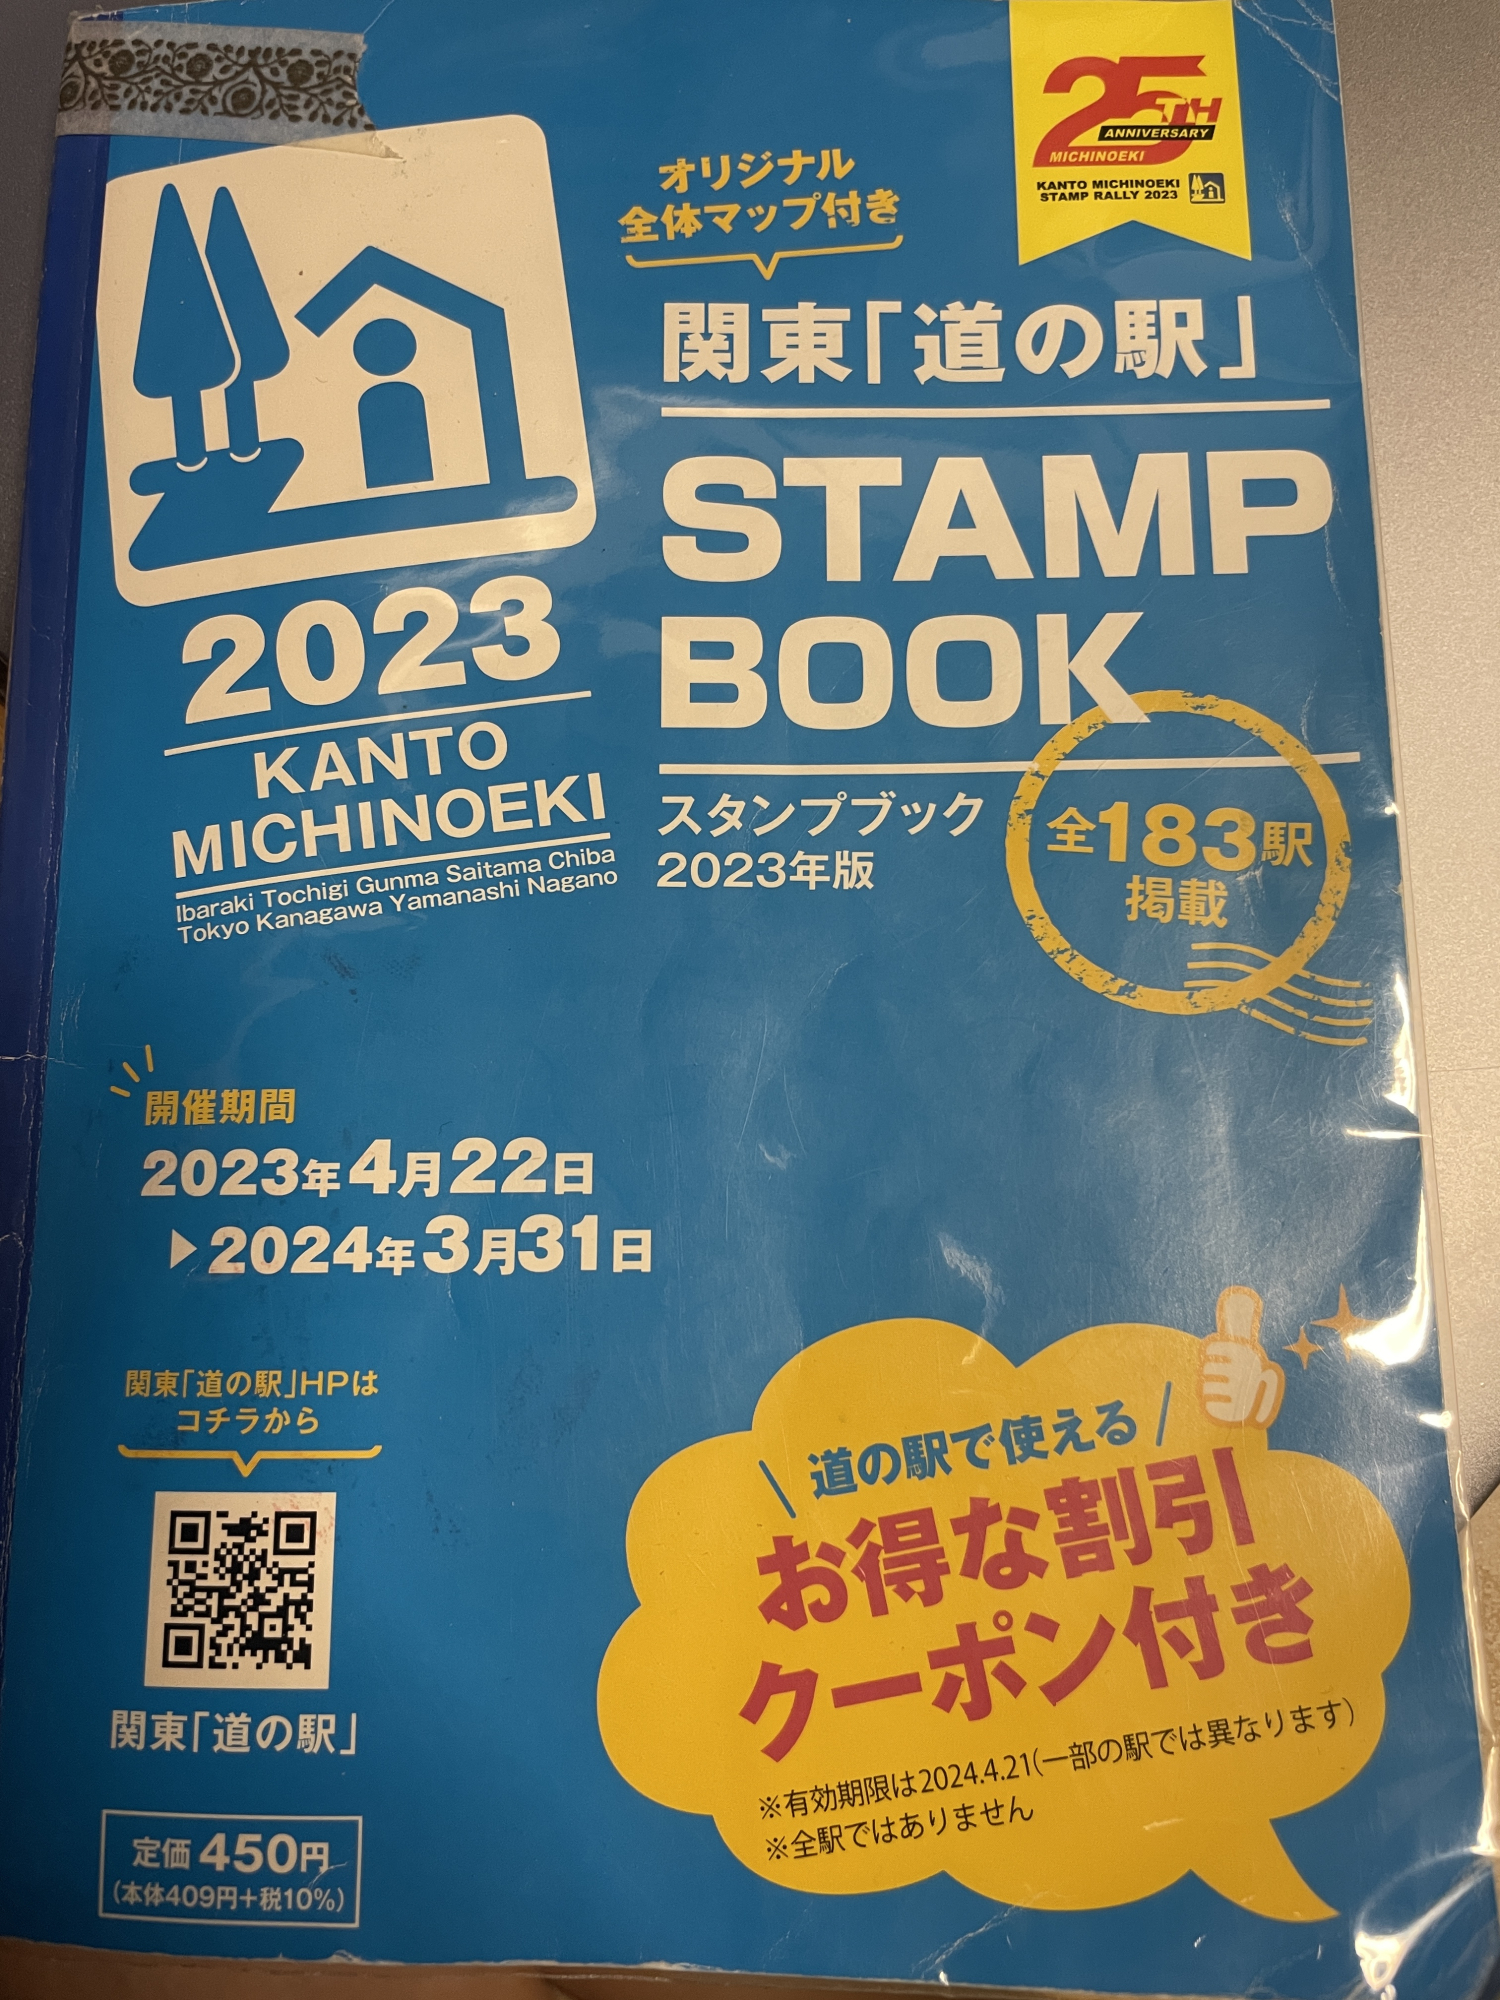 25TH
ANNIVERSARY
MICHINOEKI
KANTO MICHINOEKI
STAMP RALLY 2023
オリジナル
全体マップ付き
関東「道の駅」
STAMP
BOOK
スタンプブック
2023年版
全183駅
掲載
2023
KANTO
MICHINOEKI
Ibaraki Tochigi Gunma Saitama Chiba
Tokyo Kanagawa Yamanashi Nagano
開催期間
2023年4月22日
▶2024年3月31日
関東「道の駅」HPは
コチラから
関東「道の駅」
定価 450円
(本体409円+税10%)
道の駅で使える
お得な割引
クーポン付き
※有効期限は2024.4.21(一部の駅では異なります)
※全駅ではありません